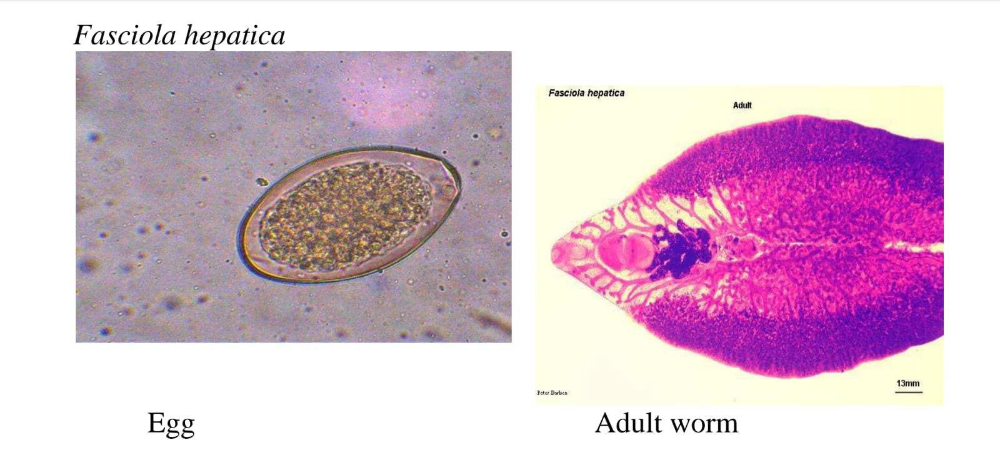 Fasciola hepatica
Fasciola hepatica
Adult
13mm
Peter Darben
Egg
Adult worm